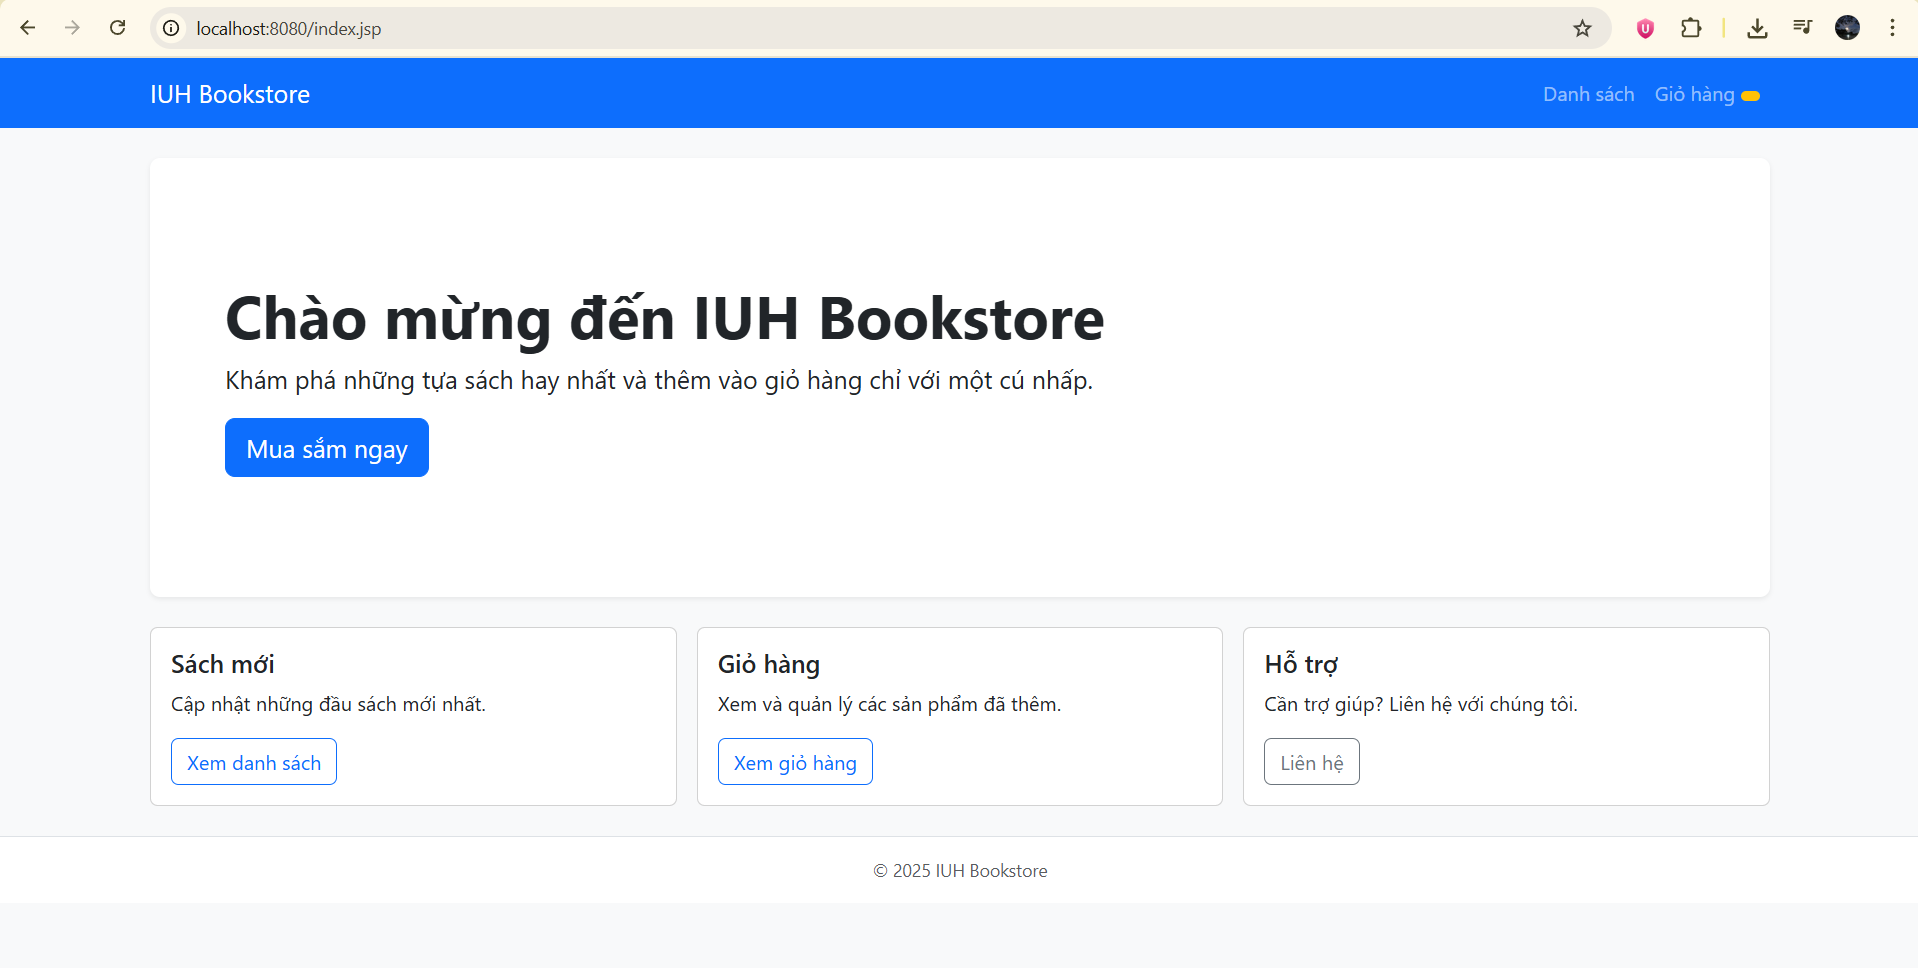 localhost:8080/index.jsp
IUH Bookstore
Danh sách Giỏ hàng
Chào mừng đến IUH Bookstore
Khám phá những tựa sách hay nhất và thêm vào giỏ hàng chỉ với một cú nhấp.
Mua sắm ngay
Sách mới
Cập nhật những đầu sách mới nhất.
Xem danh sách
Giỏ hàng
Xem và quản lý các sản phẩm đã thêm.
Xem giỏ hàng
Hỗ trợ
Cần trợ giúp? Liên hệ với chúng tôi.
Liên hệ
© 2025 IUH Bookstore